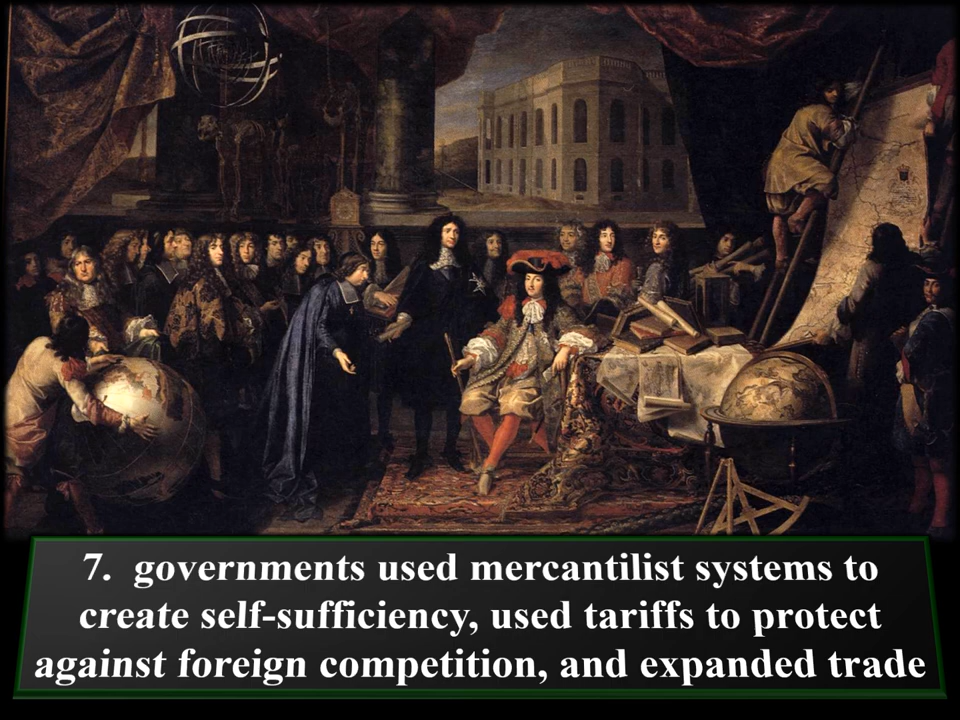 7. governments used mercantilist systems to
create self-sufficiency, used tariffs to protect
against foreign competition, and expanded trade